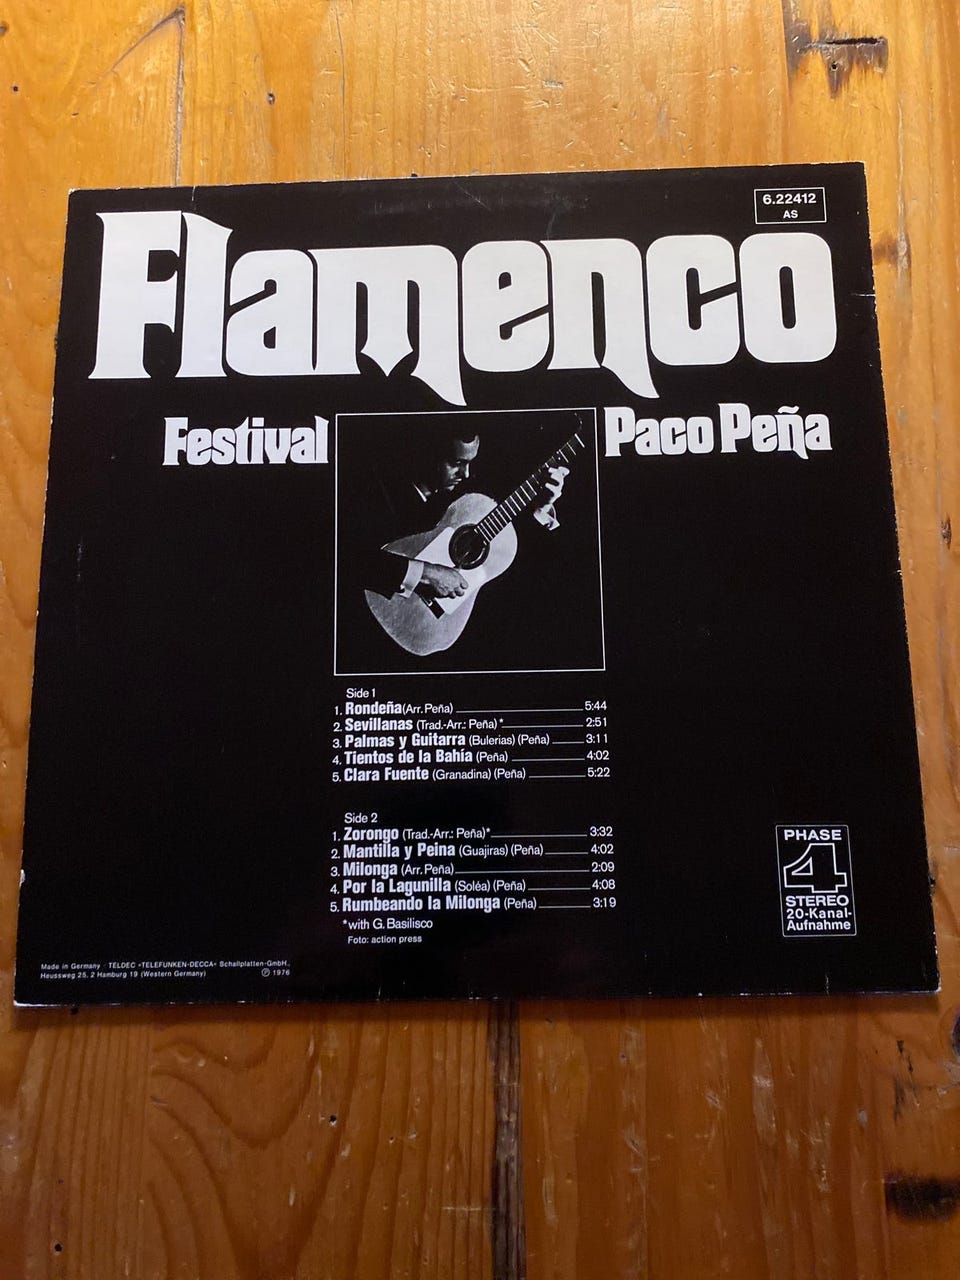 6.22412
AS
Flamenco
Festival
Paco Peña
Side 1
1. Rondeña (Arr. Peña) 5:44
2. Sevillanas (Trad.-Arr.: Peña)* 2:51
3. Palmas y Guitarra (Bulerias) (Peña) 3:11
4. Tientos de la Bahía (Peña) 4:02
5. Clara Fuente (Granadina) (Peña) 5:22
Side 2
1. Zorongo (Trad.-Arr.: Peña)* 3:32
2. Mantilla y Peina (Guajiras) (Peña) 4:02
3. Milonga (Arr. Peña) 2:09
4. Por la Lagunilla (Soléa) (Peña) 4:08
5. Rumbeando la Milonga (Peña) 3:19
*with G. Basilisco
Foto: action press
PHASE
4
STEREO
20-Kanal-
Aufnahme
Made in Germany · TELDEC »TELEFUNKEN-DECCA« Schallplatten-GmbH.,
Heussweg 25, 2 Hamburg 19 (Western Germany) ℗ 1976